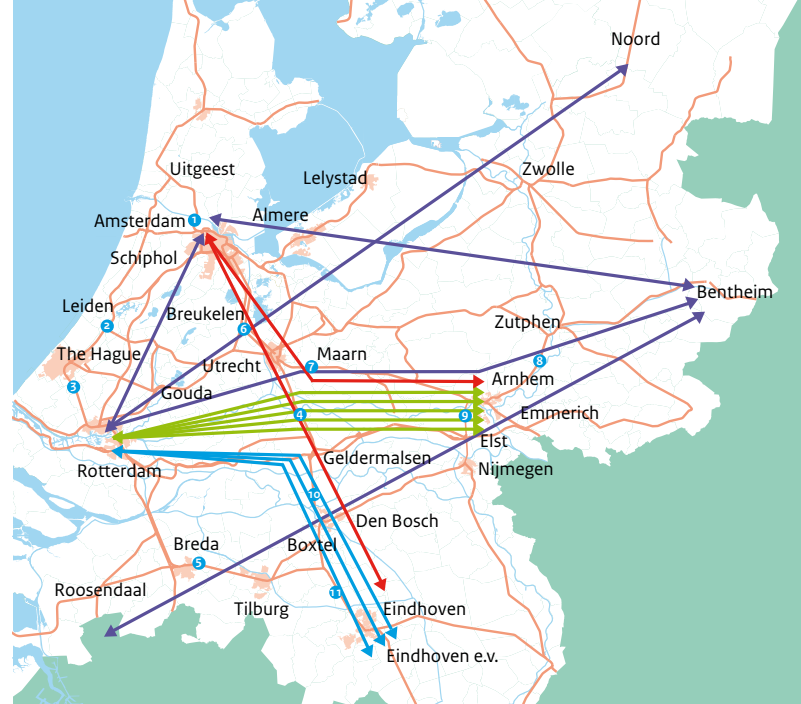 Noord
Uitgeest
Lelystad
Zwolle
Amsterdam 1
Almere
Schiphol
Bentheim
Leiden
2
Breukelen
6
Zutphen
The Hague
3
Utrecht
7
Maarn
8
Gouda
Arnhem
4
9
Emmerich
Elst
Rotterdam
Geldermalsen
Nijmegen
10
Den Bosch
Breda
5
Boxtel
Roosendaal
11
Tilburg
Eindhoven
Eindhoven e.v.